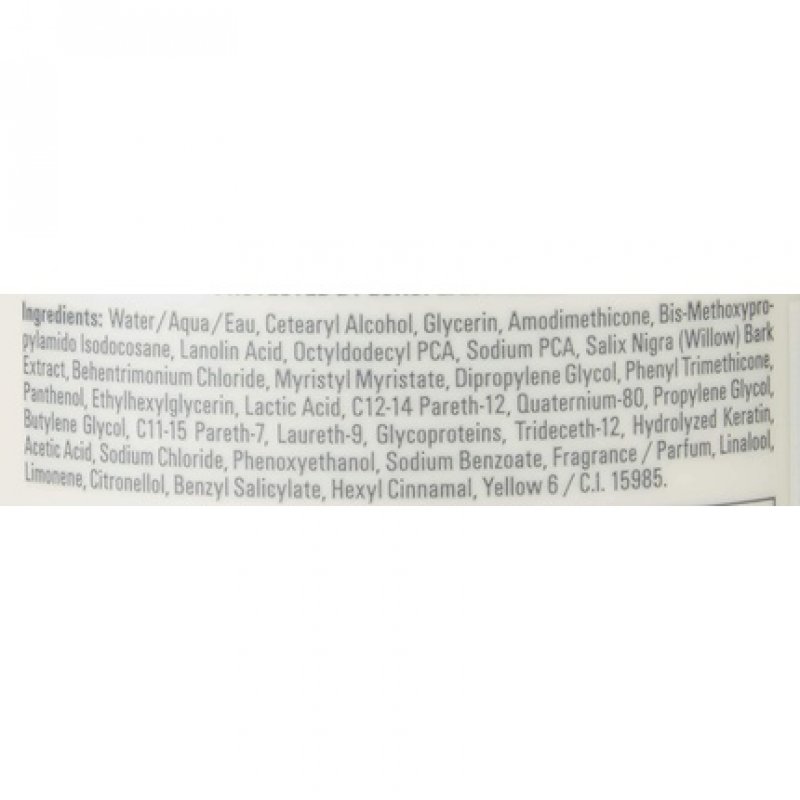 Ingredients: Water/Aqua/Eau, Cetearyl Alcohol, Glycerin, Amodimethicone, Bis-Methoxypro-
pylamido Isodocosane, Lanolin Acid, Octyldodecyl PCA, Sodium PCA, Salix Nigra (Willow) Bark
Extract, Behentrimonium Chloride, Myristyl Myristate, Dipropylene Glycol, Phenyl Trimethicone,
Panthenol, Ethylhexylglycerin, Lactic Acid, C12-14 Pareth-12, Quaternium-80, Propylene Glycol,
Butylene Glycol, C11-15 Pareth-7, Laureth-9, Glycoproteins, Trideceth-12, Hydrolyzed Keratin,
Acetic Acid, Sodium Chloride, Phenoxyethanol, Sodium Benzoate, Fragrance / Parfum, Linalool,
Limonene, Citronellol, Benzyl Salicylate, Hexyl Cinnamal, Yellow 6 / C.I. 15985.